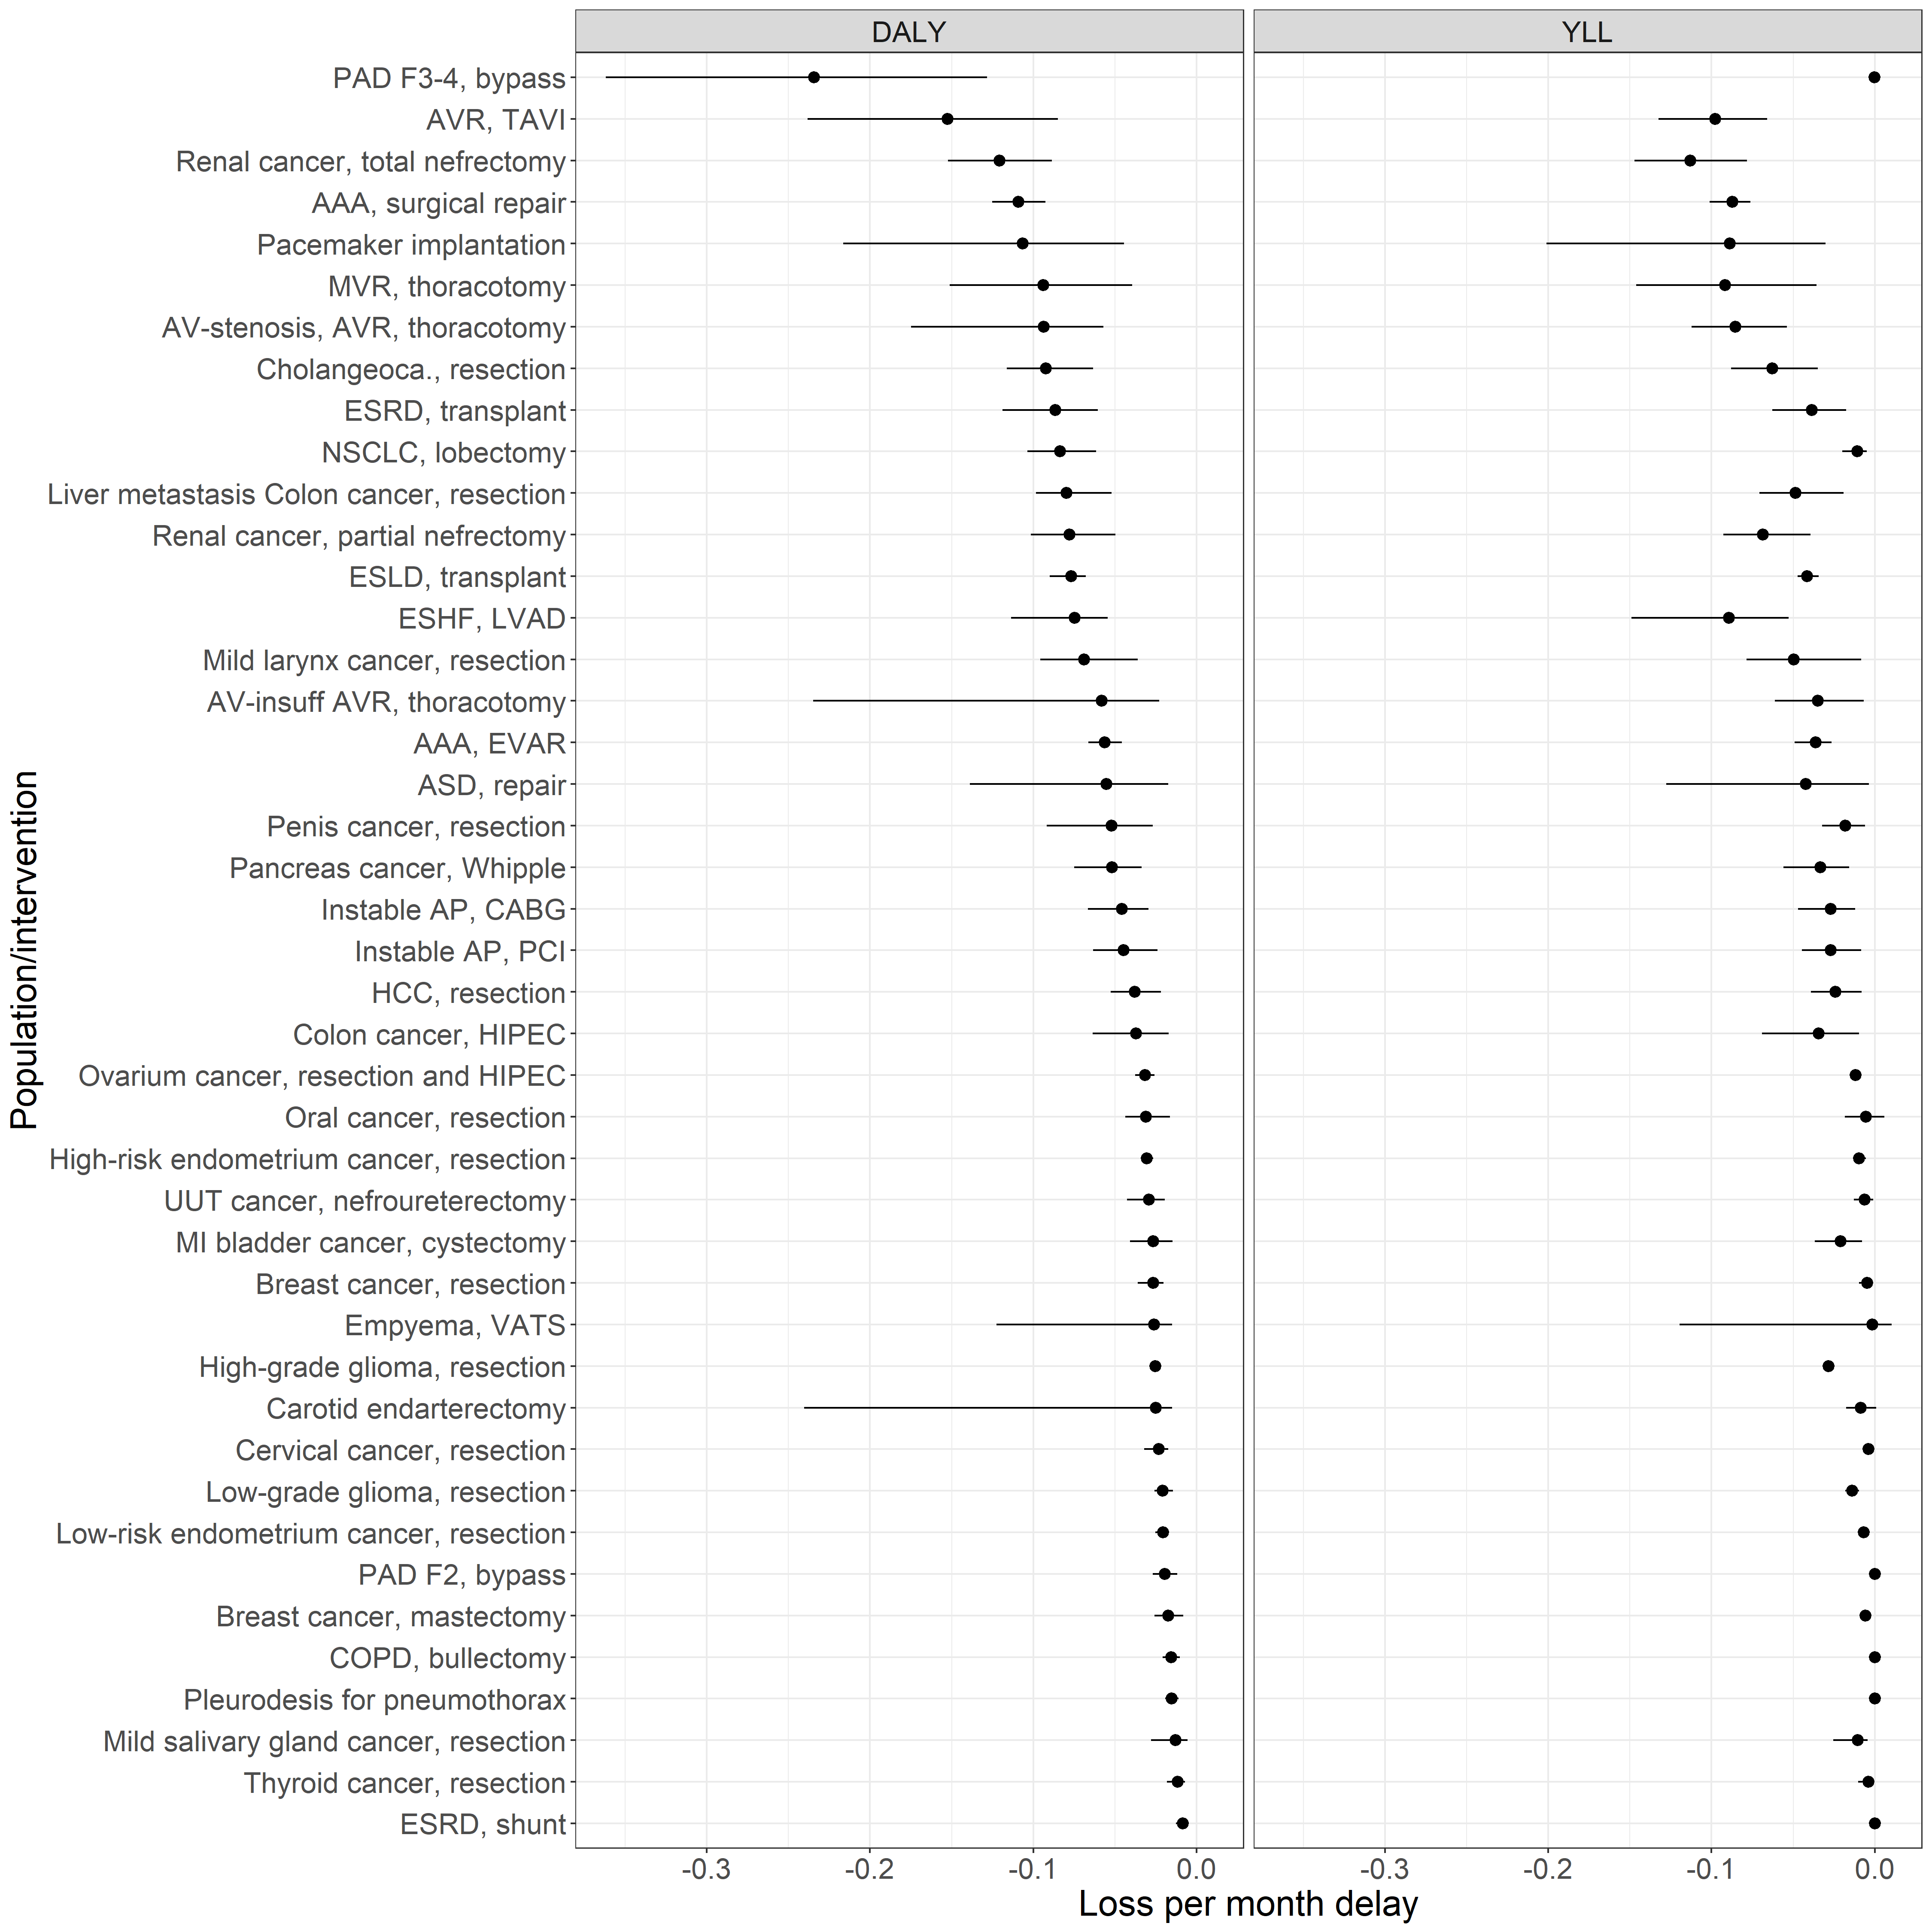 DALY
YLL
Population/intervention
PAD F3-4, bypass
AVR, TAVI
Renal cancer, total nefrectomy
AAA, surgical repair
Pacemaker implantation
MVR, thoracotomy
AV-stenosis, AVR, thoracotomy
Cholangeoca., resection
ESRD, transplant
NSCLC, lobectomy
Liver metastasis Colon cancer, resection
Renal cancer, partial nefrectomy
ESLD, transplant
ESHF, LVAD
Mild larynx cancer, resection
AV-insuff AVR, thoracotomy
AAA, EVAR
ASD, repair
Penis cancer, resection
Pancreas cancer, Whipple
Instable AP, CABG
Instable AP, PCI
HCC, resection
Colon cancer, HIPEC
Ovarium cancer, resection and HIPEC
Oral cancer, resection
High-risk endometrium cancer, resection
UUT cancer, nefroureterectomy
MI bladder cancer, cystectomy
Breast cancer, resection
Empyema, VATS
High-grade glioma, resection
Carotid endarterectomy
Cervical cancer, resection
Low-grade glioma, resection
Low-risk endometrium cancer, resection
PAD F2, bypass
Breast cancer, mastectomy
COPD, bullectomy
Pleurodesis for pneumothorax
Mild salivary gland cancer, resection
Thyroid cancer, resection
ESRD, shunt
-0.3 -0.2 -0.1 0.0
-0.3 -0.2 -0.1 0.0
Loss per month delay